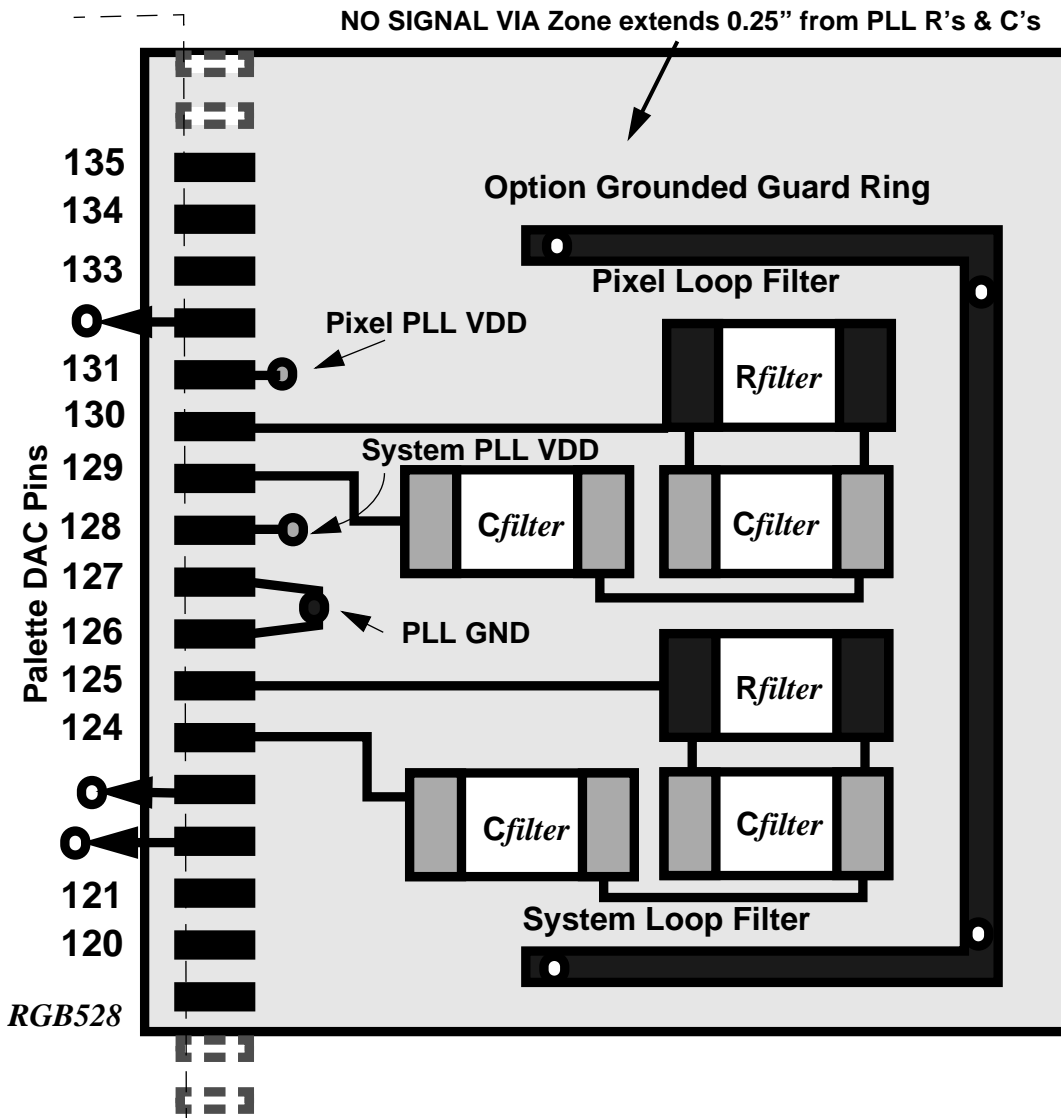 NO SIGNAL VIA Zone extends 0.25” from PLL R's & C's
135
Option Grounded Guard Ring
134
133
Pixel Loop Filter
Pixel PLL VDD
131
Rfilter
130
System PLL VDD
129
Cfilter
Cfilter
128
127
PLL GND
126
Palette DAC Pins
125
Rfilter
124
Cfilter
Cfilter
121
System Loop Filter
120
RGB528